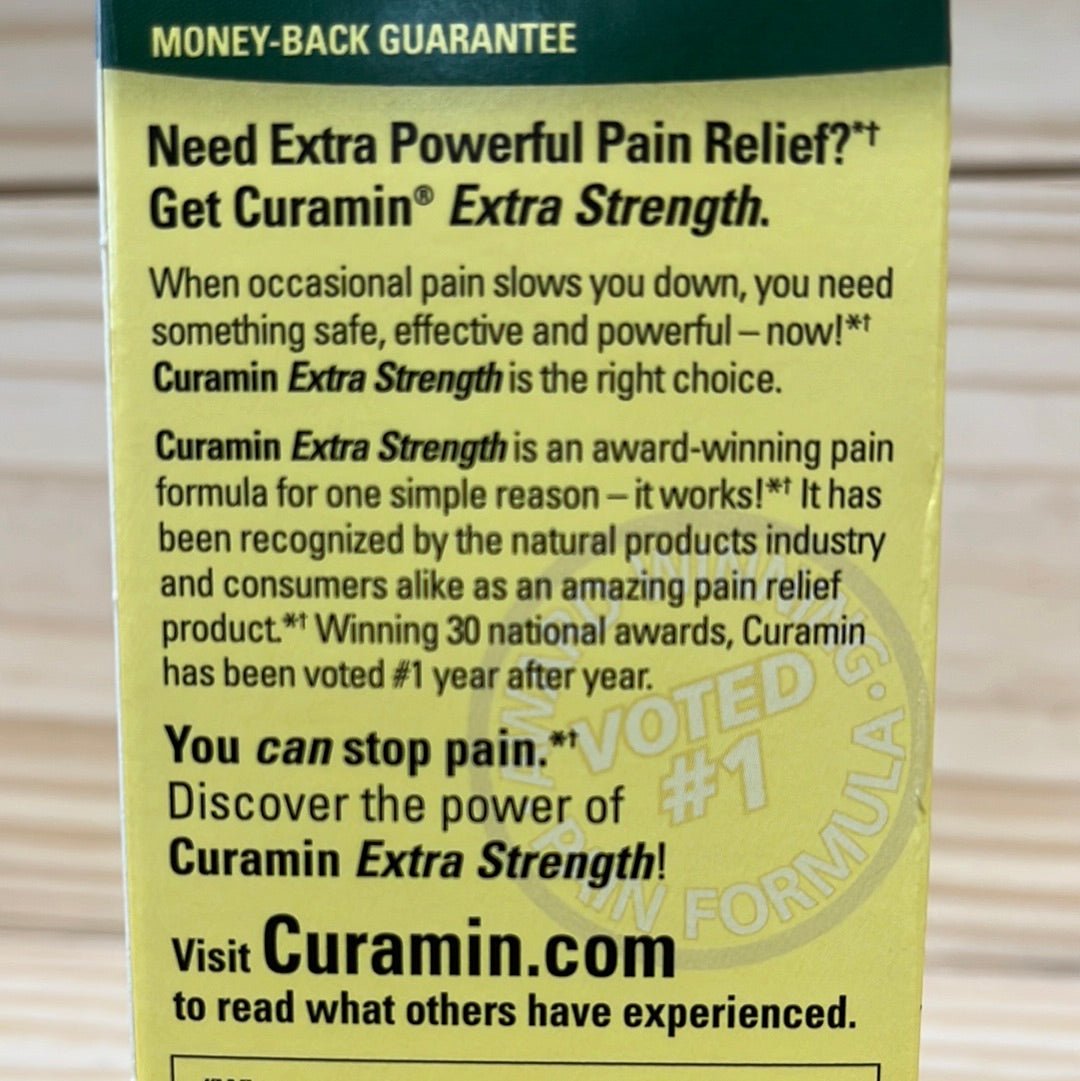 MONEY-BACK GUARANTEE
Need Extra Powerful Pain Relief?*†
Get Curamin® Extra Strength.
When occasional pain slows you down, you need
something safe, effective and powerful – now!*†
Curamin Extra Strength is the right choice.
Curamin Extra Strength is an award-winning pain
formula for one simple reason – it works!*† It has
been recognized by the natural products industry
and consumers alike as an amazing pain relief
product.*† Winning 30 national awards, Curamin
has been voted #1 year after year.
You can stop pain.*†
Discover the power of
Curamin Extra Strength!
Visit Curamin.com
to read what others have experienced.
AWARD WINNING
VOTED
#1
PAIN FORMULA